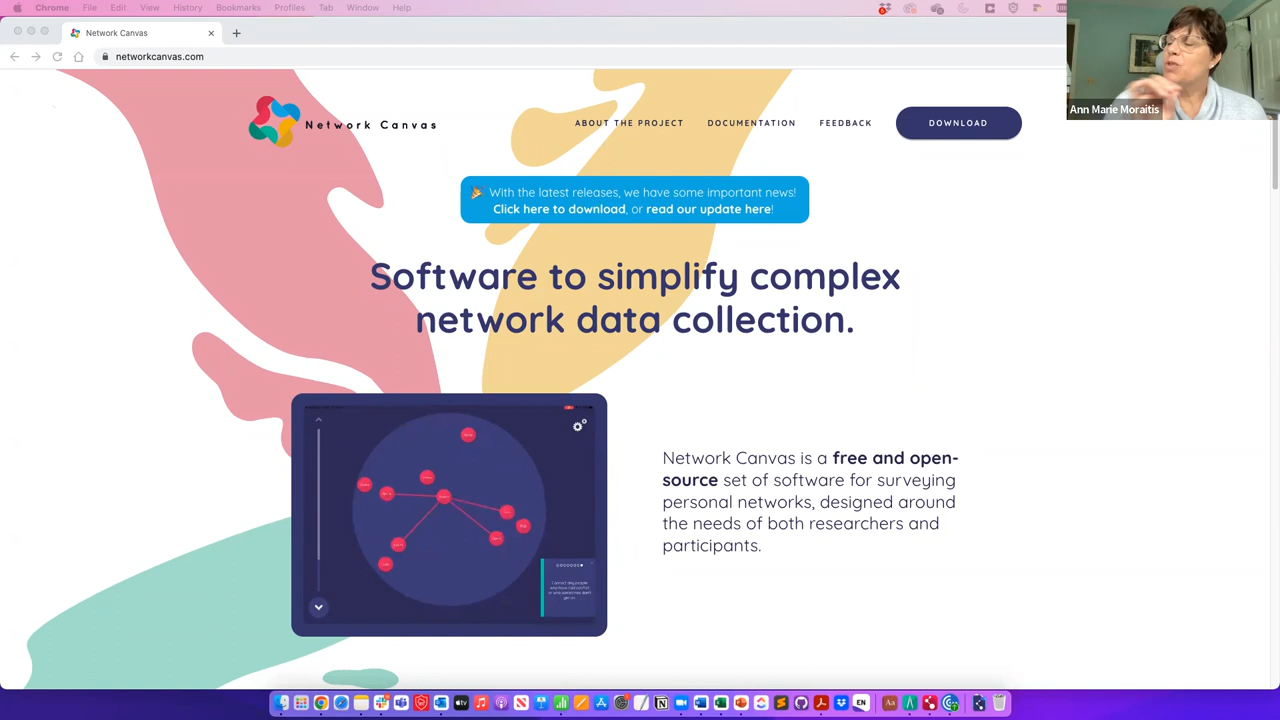 Chrome File Edit View History Bookmarks Profiles Tab Window Help
Network Canvas
networkcanvas.com
Ann Marie Moraitis
Network Canvas
ABOUT THE PROJECT DOCUMENTATION FEEDBACK DOWNLOAD
🎉 With the latest releases, we have some important news!
Click here to download, or read our update here!
Software to simplify complex
network data collection.
Network Canvas is a free and open-
source set of software for surveying
personal networks, designed around
the needs of both researchers and
participants.
EN
Aa